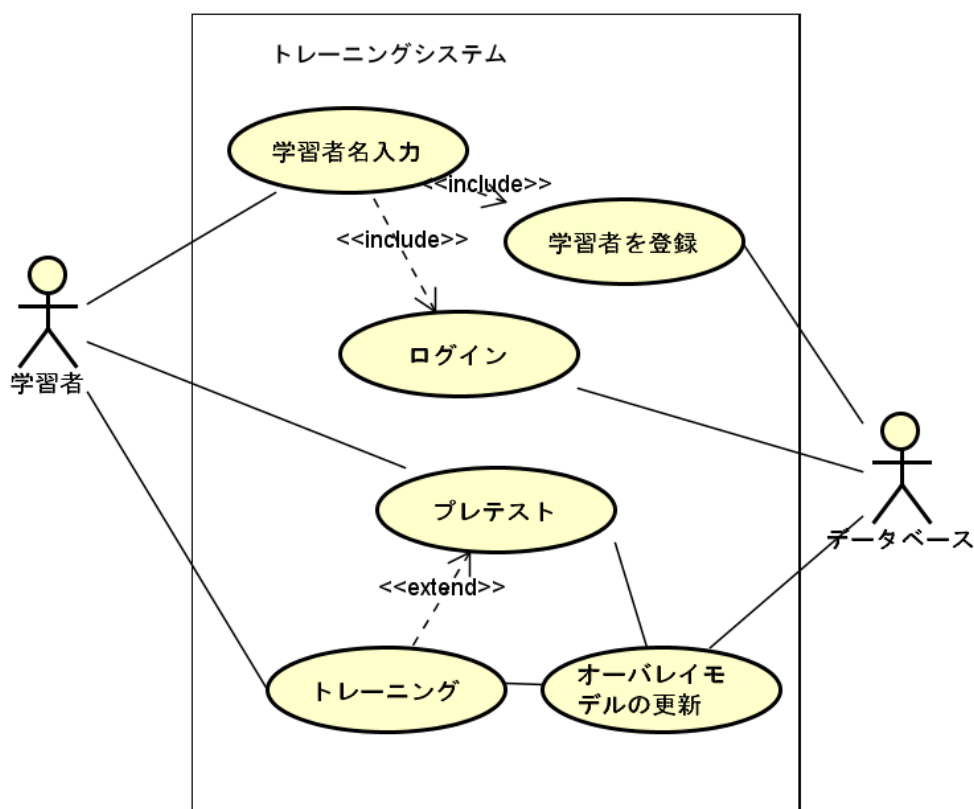 トレーニングシステム
学習者名入力
<<include>>
<<include>>
学習者を登録
ログイン
学習者
プレテスト
データベース
<<extend>>
トレーニング
オーバレイモ
デルの更新